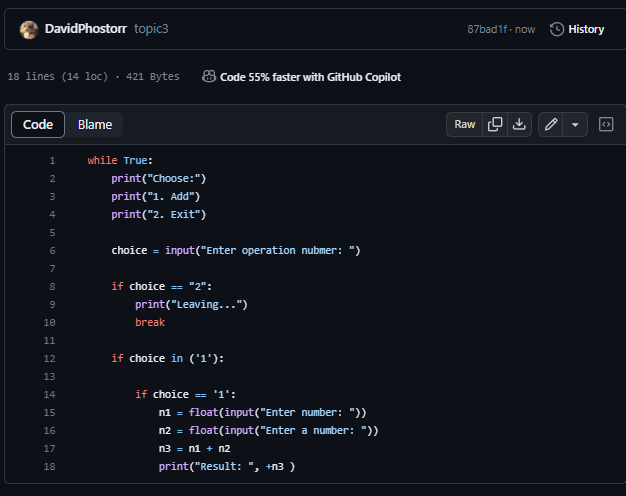 DavidPhostorr topic3 87bad1f · now History
18 lines (14 loc) · 421 Bytes Code 55% faster with GitHub Copilot
Code Blame Raw
1 while True:
2     print("Choose:")
3     print("1. Add")
4     print("2. Exit")
5
6     choice = input("Enter operation nubmer: ")
7
8     if choice == "2":
9         print("Leaving...")
10         break
11
12     if choice in ('1'):
13
14         if choice == '1':
15             n1 = float(input("Enter number: "))
16             n2 = float(input("Enter a number: "))
17             n3 = n1 + n2
18             print("Result: ", +n3 )